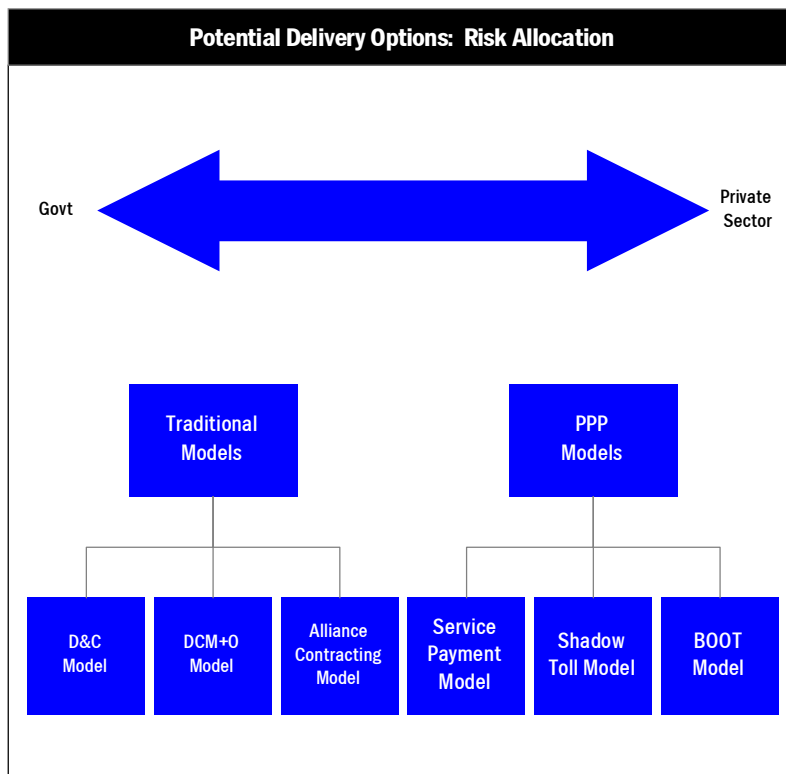 Potential Delivery Options: Risk Allocation
Govt
Private
Sector
Traditional
Models
PPP
Models
D&C
Model
DCM+O
Model
Alliance
Contracting
Model
Service
Payment
Model
Shadow
Toll Model
BOOT
Model